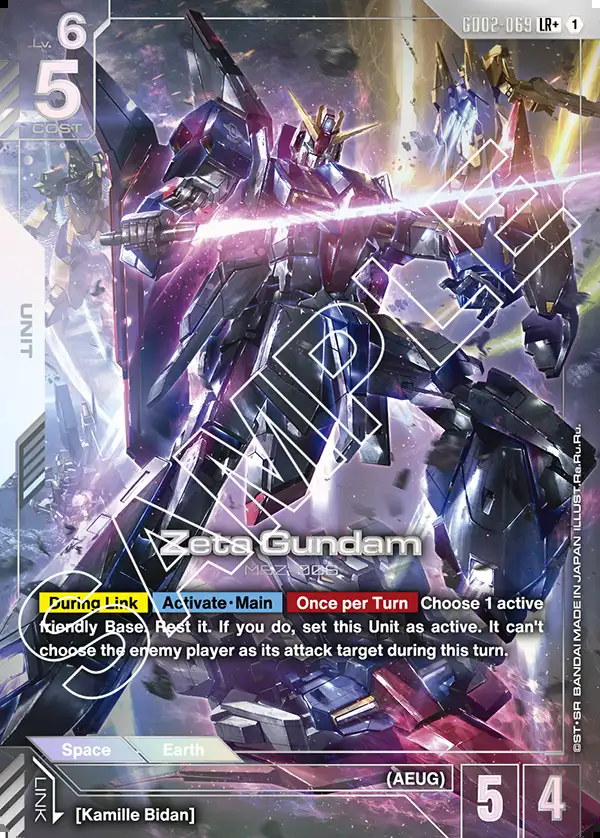 Lv. 6
5
COST
GD02-069 LR+ 1
UNIT
SAMPLE
Zeta Gundam
MSZ-006
During Link Activate･Main Once per Turn Choose 1 active
friendly Base. Rest it. If you do, set this Unit as active. It can't
choose the enemy player as its attack target during this turn.
©ST･SR BANDAI MADE IN JAPAN ILLUST.Ra.Ru.Ru.
Space Earth
(AEUG)
LINK
[Kamille Bidan]
5 4